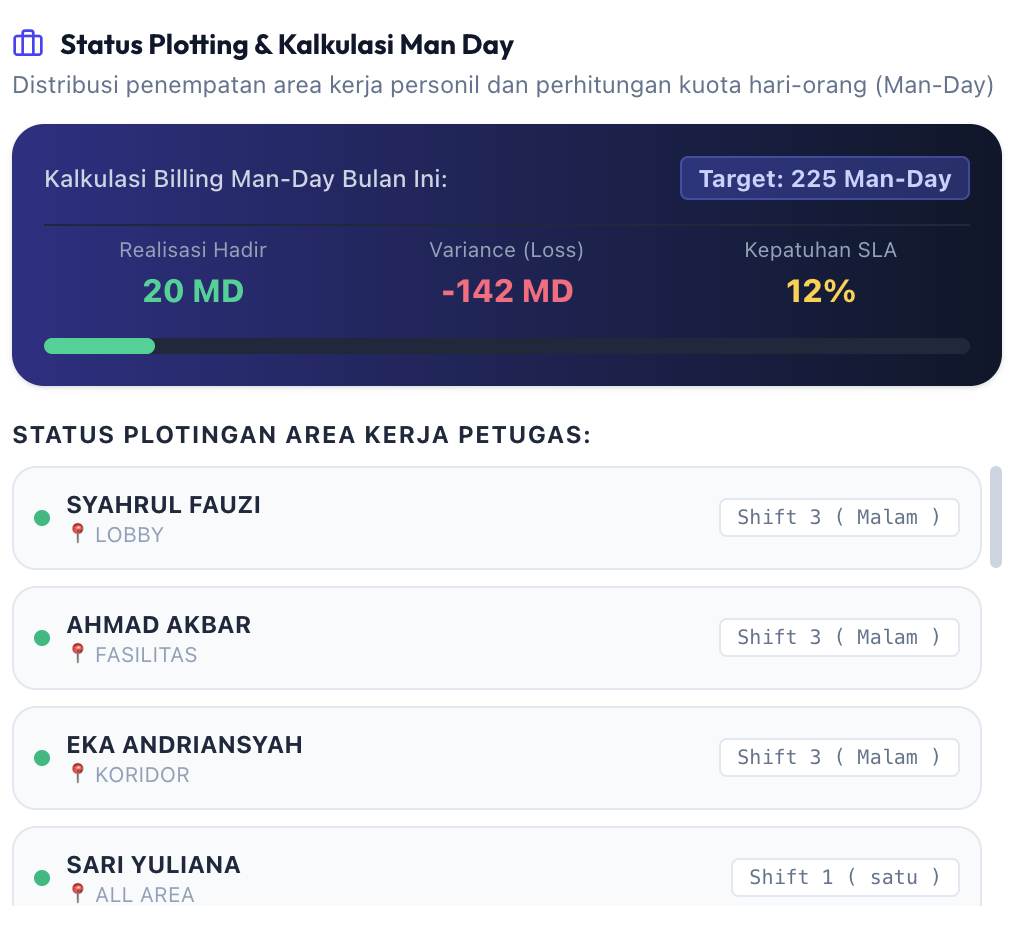 Status Plotting & Kalkulasi Man Day
Distribusi penempatan area kerja personil dan perhitungan kuota hari-orang (Man-Day)
Kalkulasi Billing Man-Day Bulan Ini:
Target: 225 Man-Day
Realisasi Hadir
Variance (Loss)
Kepatuhan SLA
20 MD
-142 MD
12%
STATUS PLOTINGAN AREA KERJA PETUGAS:
SYAHRUL FAUZI
Shift 3 ( Malam )
LOBBY
AHMAD AKBAR
Shift 3 ( Malam )
FASILITAS
EKA ANDRIANSYAH
Shift 3 ( Malam )
KORIDOR
SARI YULIANA
Shift 1 ( satu )
ALL AREA